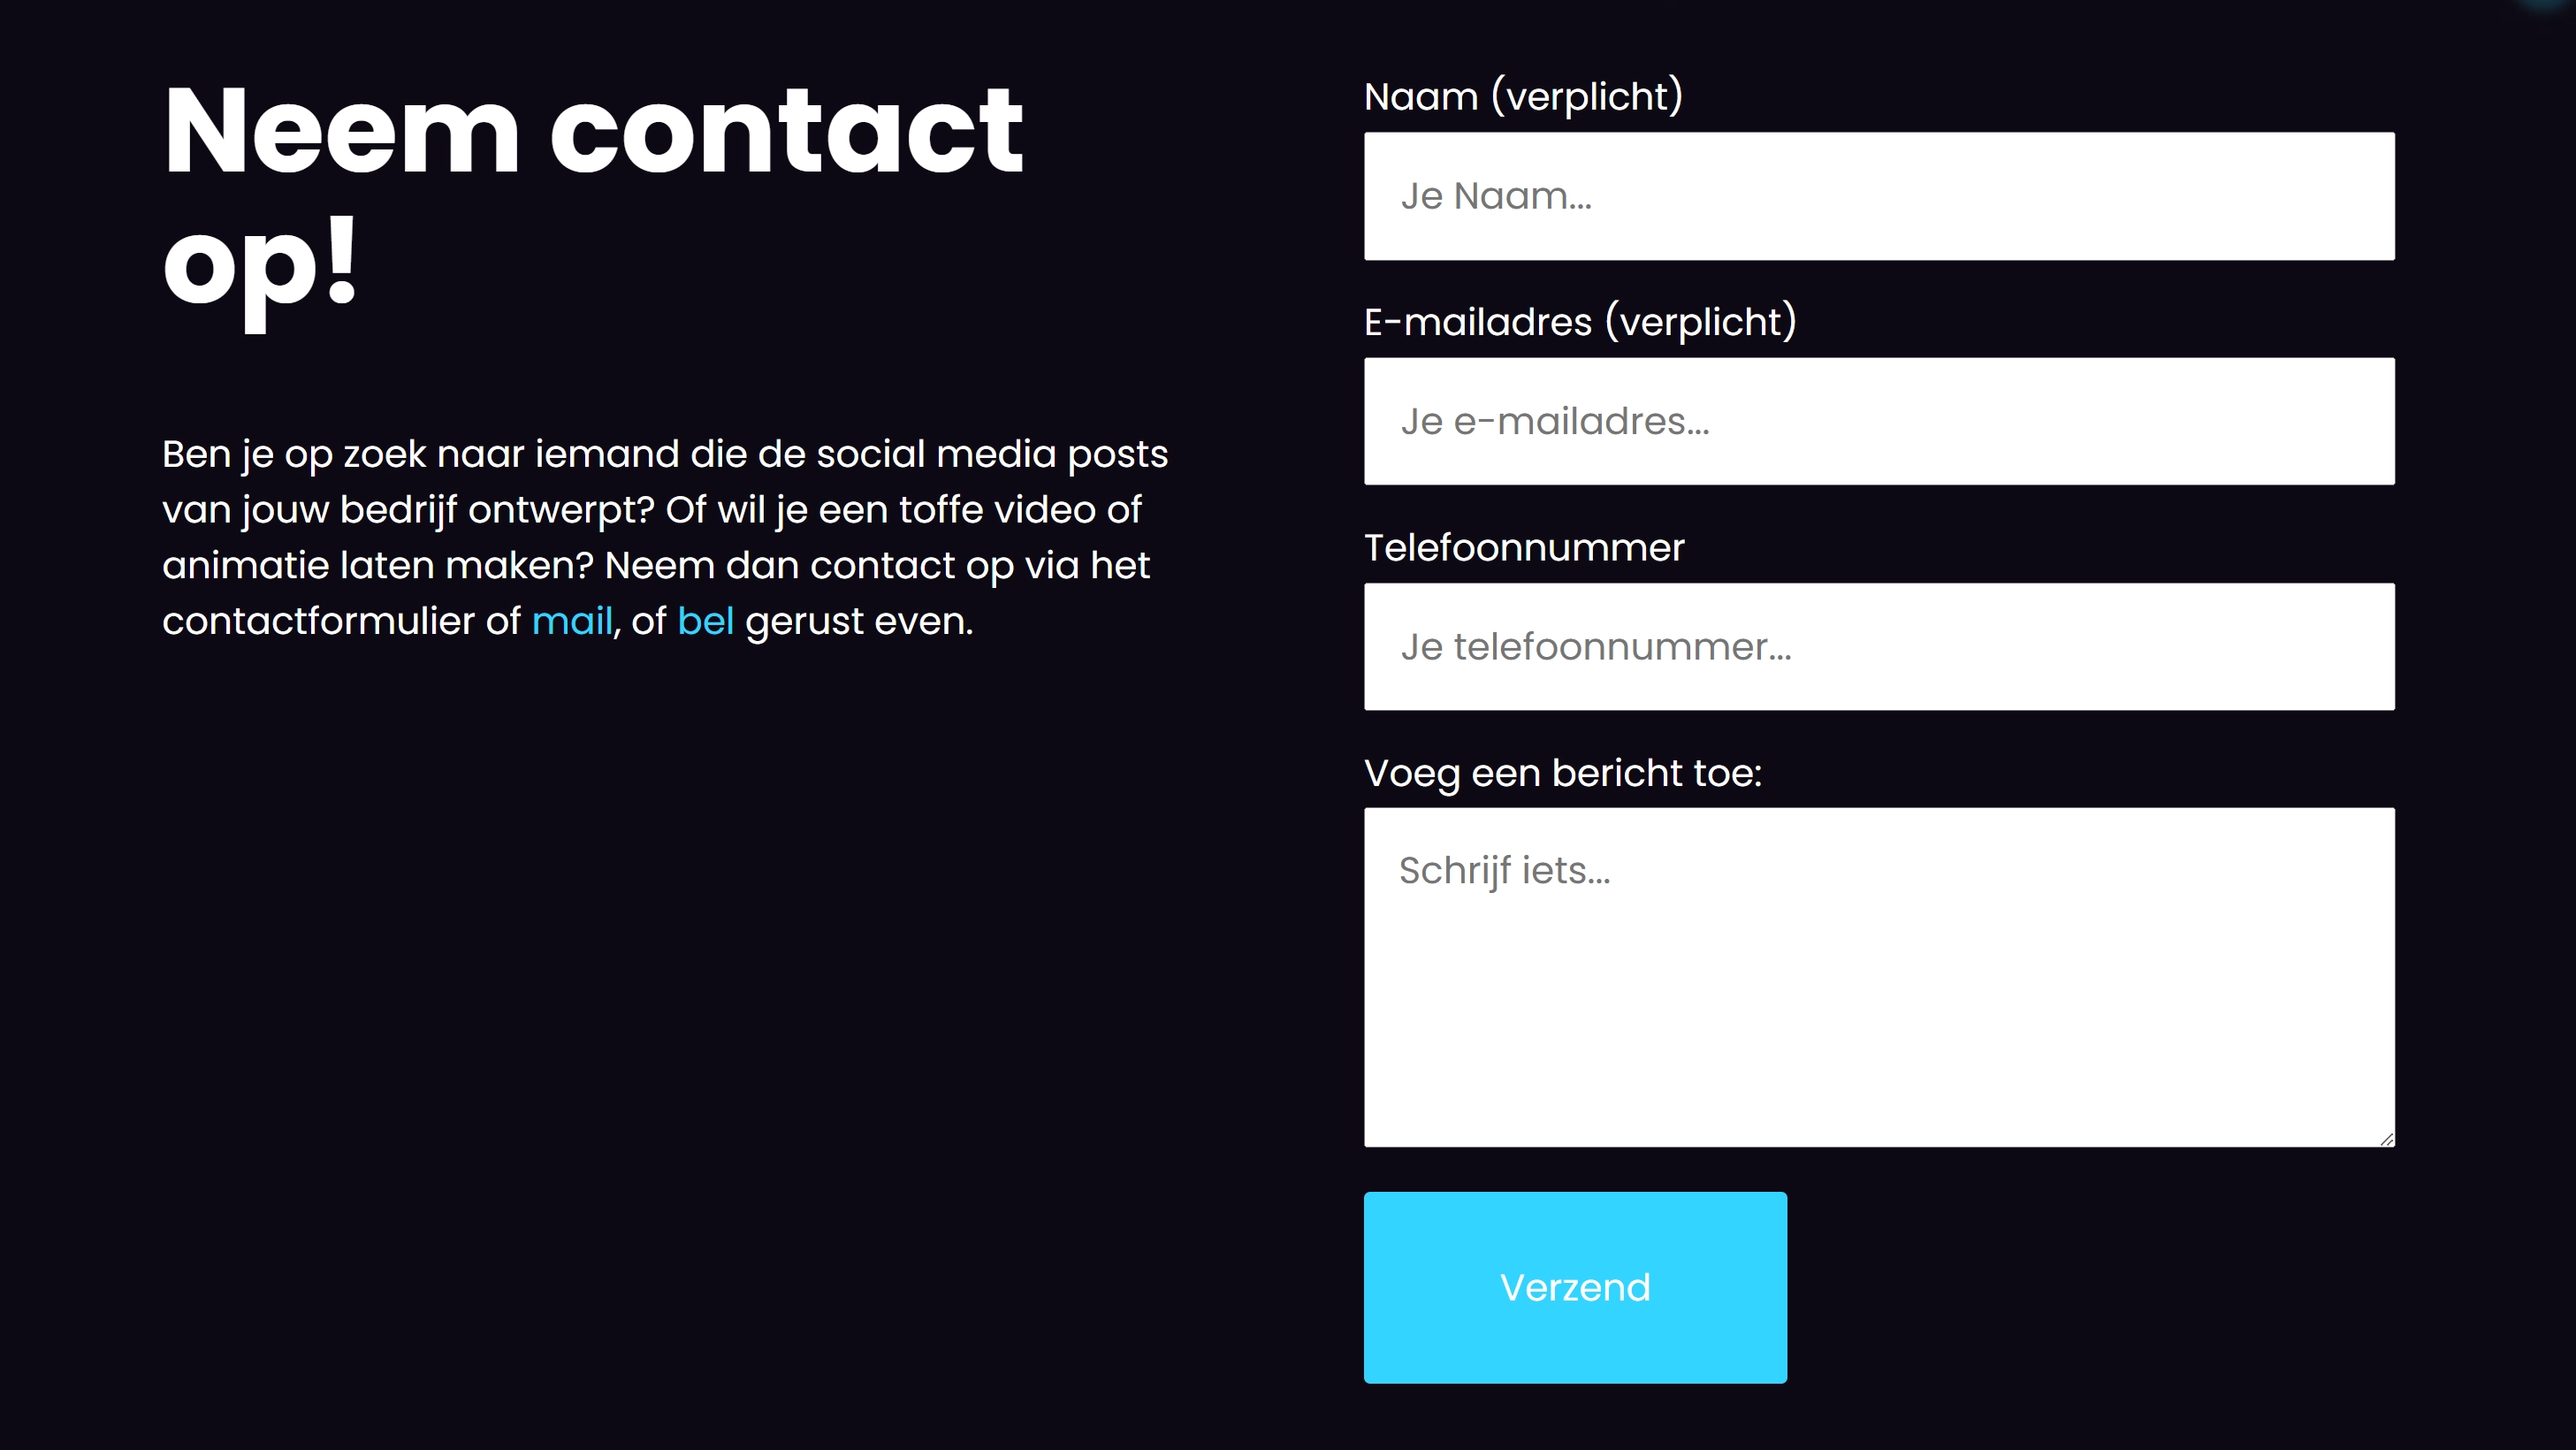 Neem contact
op!
Ben je op zoek naar iemand die de social media posts
van jouw bedrijf ontwerpt? Of wil je een toffe video of
animatie laten maken? Neem dan contact op via het
contactformulier of mail, of bel gerust even.
Naam (verplicht)
Je Naam...
E-mailadres (verplicht)
Je e-mailadres...
Telefoonnummer
Je telefoonnummer...
Voeg een bericht toe:
Schrijf iets...
Verzend